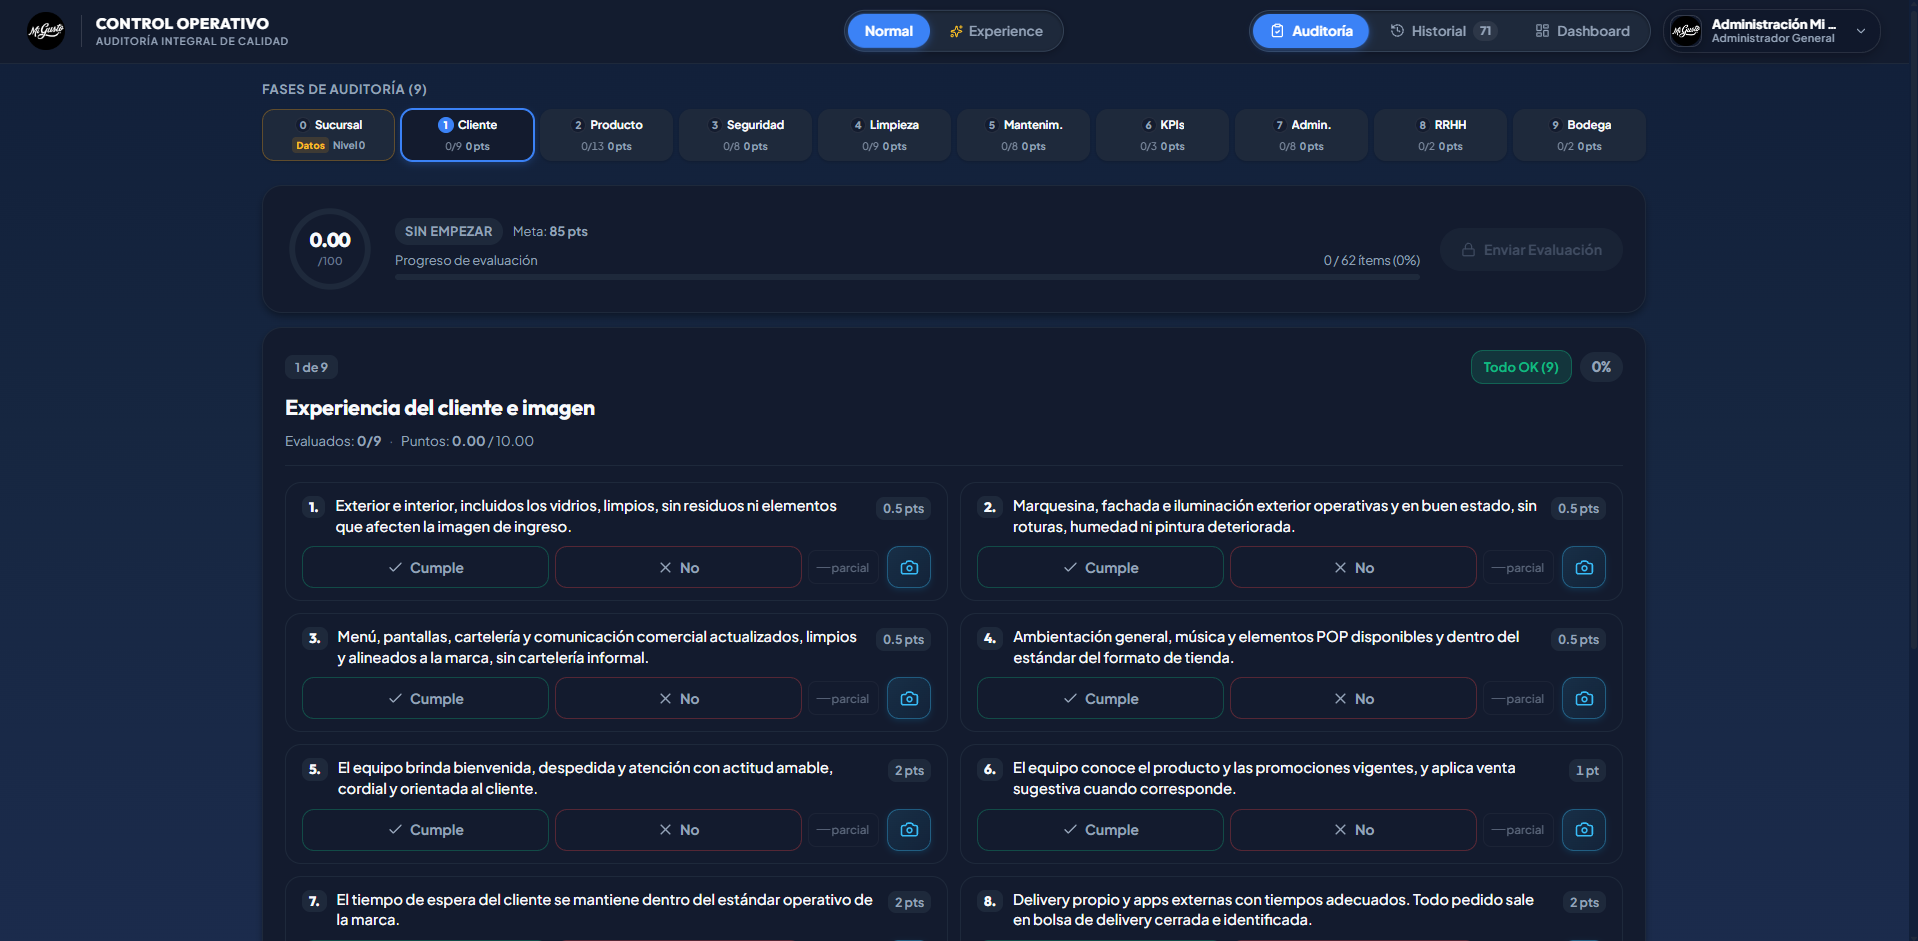 Mi Gusto
CONTROL OPERATIVO
AUDITORÍA INTEGRAL DE CALIDAD
Normal
Experience
Auditoría
Historial 71
Dashboard
Mi Gusto
Administración Mi ...
Administrador General
FASES DE AUDITORÍA (9)
0 Sucursal
Datos Nivel 0
1 Cliente
0/9 0 pts
2 Producto
0/13 0 pts
3 Seguridad
0/8 0 pts
4 Limpieza
0/9 0 pts
5 Mantenim.
0/8 0 pts
6 KPIs
0/3 0 pts
7 Admin.
0/8 0 pts
8 RRHH
0/2 0 pts
9 Bodega
0/2 0 pts
0.00
/100
SIN EMPEZAR Meta: 85 pts
Progreso de evaluación
0 / 62 ítems (0%)
Enviar Evaluación
1 de 9
Todo OK (9)
0%
Experiencia del cliente e imagen
Evaluados: 0/9 · Puntos: 0.00 / 10.00
1. Exterior e interior, incluidos los vidrios, limpios, sin residuos ni elementos
que afecten la imagen de ingreso.
0.5 pts
Cumple
No
—parcial
2. Marquesina, fachada e iluminación exterior operativas y en buen estado, sin
roturas, humedad ni pintura deteriorada.
0.5 pts
Cumple
No
—parcial
3. Menú, pantallas, cartelería y comunicación comercial actualizados, limpios
y alineados a la marca, sin cartelería informal.
0.5 pts
Cumple
No
—parcial
4. Ambientación general, música y elementos POP disponibles y dentro del
estándar del formato de tienda.
0.5 pts
Cumple
No
—parcial
5. El equipo brinda bienvenida, despedida y atención con actitud amable,
cordial y orientada al cliente.
2 pts
Cumple
No
—parcial
6. El equipo conoce el producto y las promociones vigentes, y aplica venta
sugestiva cuando corresponde.
1 pt
Cumple
No
—parcial
7. El tiempo de espera del cliente se mantiene dentro del estándar operativo de
la marca.
2 pts
8. Delivery propio y apps externas con tiempos adecuados. Todo pedido sale
en bolsa de delivery cerrada e identificada.
2 pts